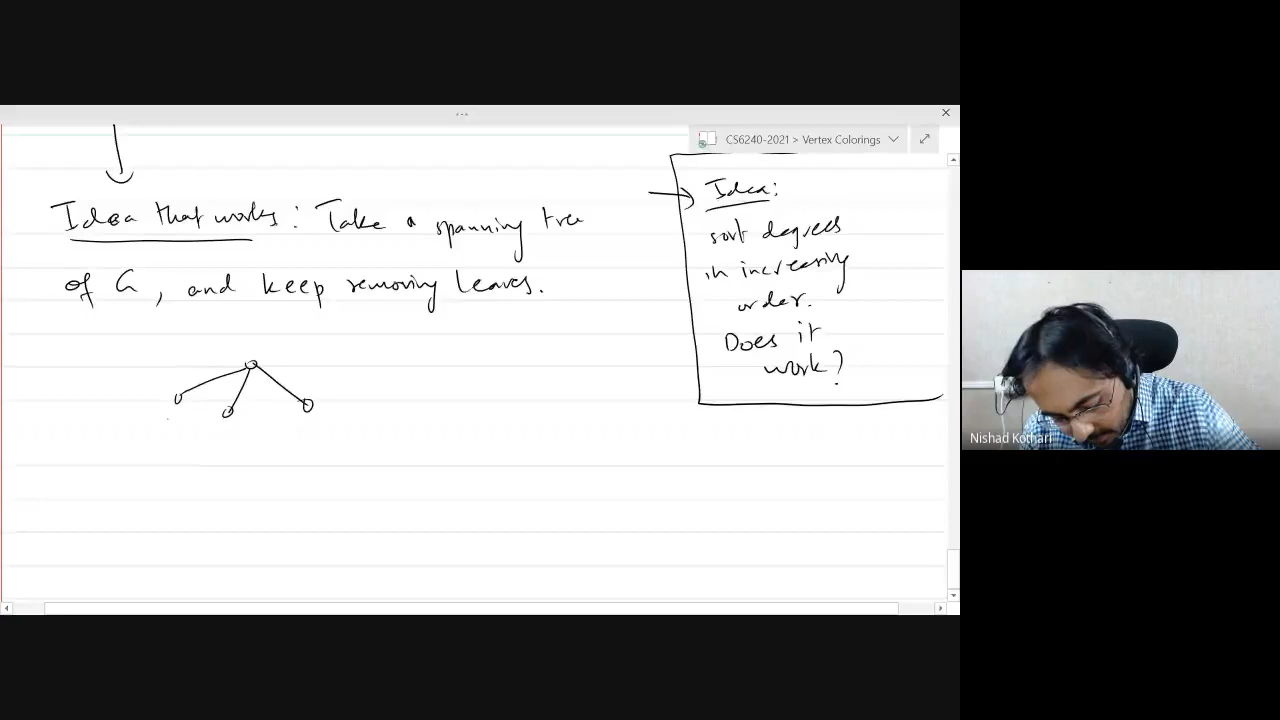 CS6240-2021 > Vertex Colorings
Idea that works: Take a spanning tree
of G, and keep removing leaves.
Idea:
sort degrees
in increasing
order.
Does it
work?
Nishad Kothari